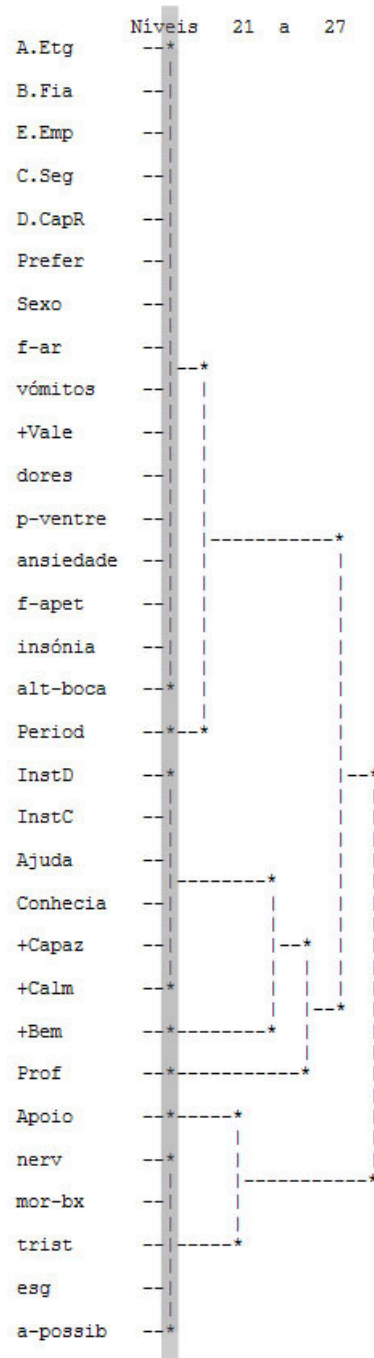 Níveis 21 a 27
A.Etg --*
B.Fia --|
E.Emp --|
C.Seg --|
D.CapR --|
Prefer --|
Sexo --|
f-ar --|
vómitos --|
+Vale --|
dores --|
p-ventre --|
ansiedade --|
f-apet --|
insónia --|
alt-boca --*
Period --*--*
InstD --*
InstC --|
Ajuda --|
Conhecia --|
+Capaz --|
+Calm --*
+Bem --*--------*
Prof --*-----------*
Apoio --*-----*
nerv --*
mor-bx --|
trist --|-----*
esg --|
a-possib --*